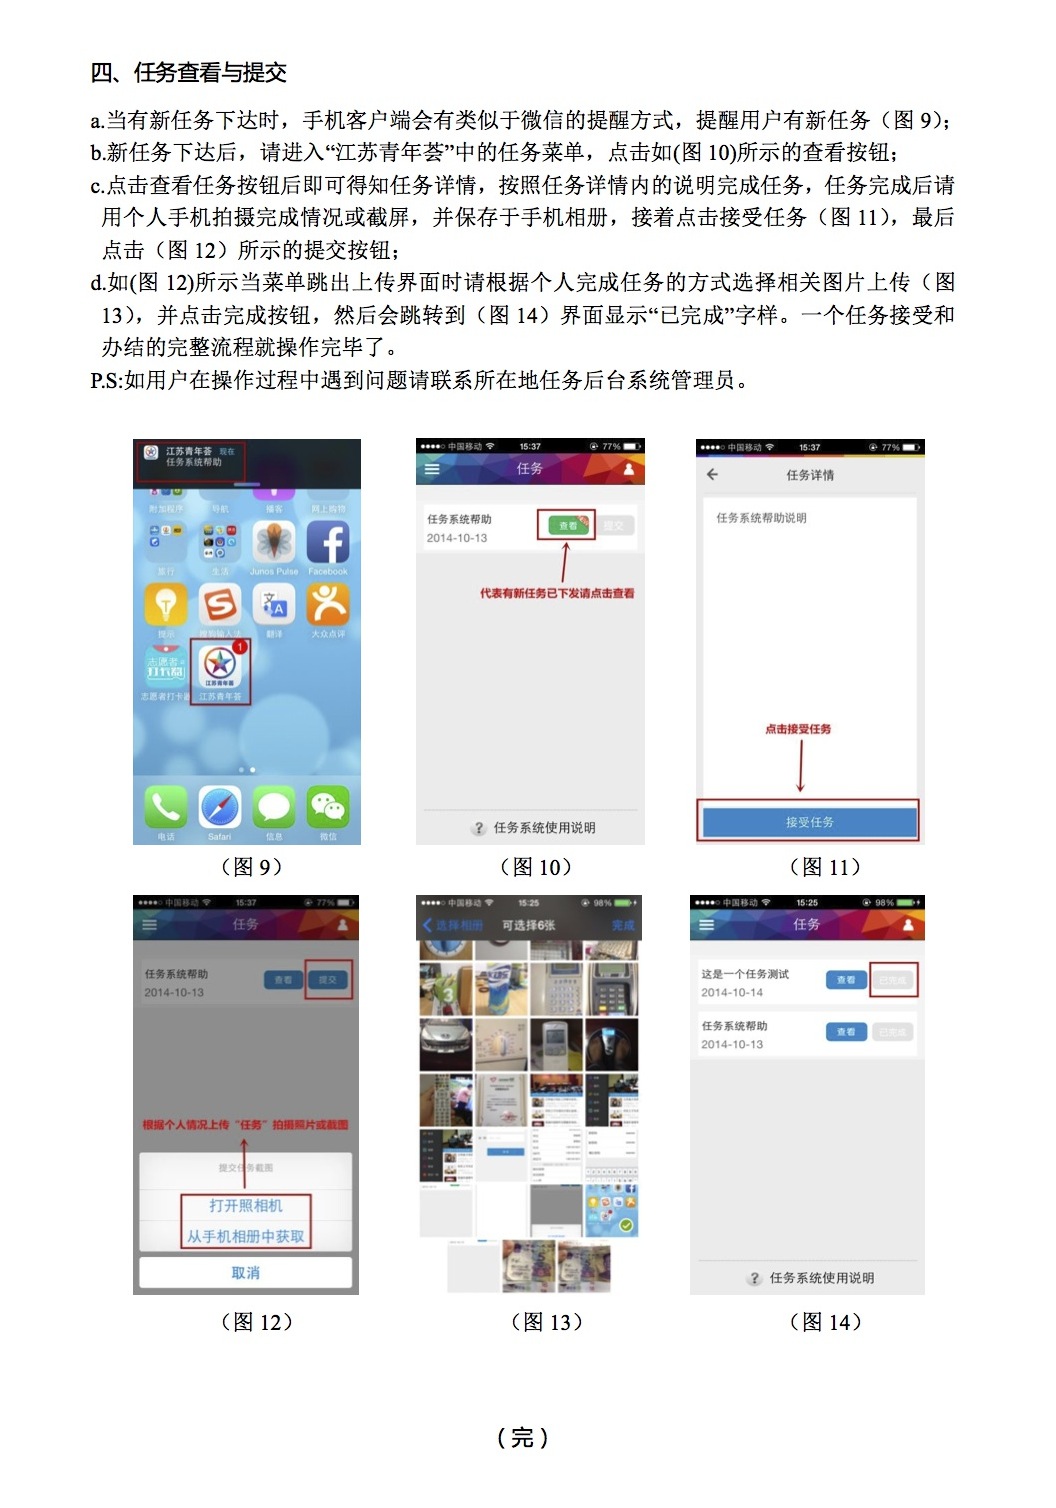 四、任务查看与提交
a.当有新任务下达时，手机客户端会有类似于微信的提醒方式，提醒用户有新任务（图 9）；
b.新任务下达后，请进入“江苏青年荟”中的任务菜单，点击如(图 10)所示的查看按钮；
c.点击查看任务按钮后即可得知任务详情，按照任务详情内的说明完成任务，任务完成后请
用个人手机拍摄完成情况或截屏，并保存于手机相册，接着点击接受任务（图 11），最后
点击（图 12）所示的提交按钮；
d.如(图 12)所示当菜单跳出上传界面时请根据个人完成任务的方式选择相关图片上传（图
13），并点击完成按钮，然后会跳转到（图 14）界面显示“已完成”字样。一个任务接受和
办结的完整流程就操作完毕了。
P.S:如用户在操作过程中遇到问题请联系所在地任务后台系统管理员。
江苏青年荟 现在
任务系统帮助
附加程序 导航 播客 网上购物
旅行 生活 Junos Pulse Facebook
提示 搜狗输入法 翻译 大众点评
志愿者
打卡器
1
江苏青年荟
志愿者打卡器 江苏青年荟
电话 Safari 信息 微信
（图 9）
中国移动 15:37 77%
任务
任务系统帮助
2014-10-13
查看 提交
代表有新任务已下发请点击查看
? 任务系统使用说明
（图 10）
中国移动 15:37 77%
任务详情
任务系统帮助说明
点击接受任务
接受任务
（图 11）
中国移动 15:37 77%
任务
任务系统帮助
2014-10-13
查看 提交
根据个人情况上传“任务”拍摄照片或截图
提交任务截图
打开照相机
从手机相册中获取
取消
（图 12）
中国移动 15:25 98%
选择相册 可选择6张 完成
（图 13）
中国移动 15:25 98%
任务
这是一个任务测试
2014-10-14
查看 已完成
任务系统帮助
2014-10-13
查看 已完成
? 任务系统使用说明
（图 14）
（完）